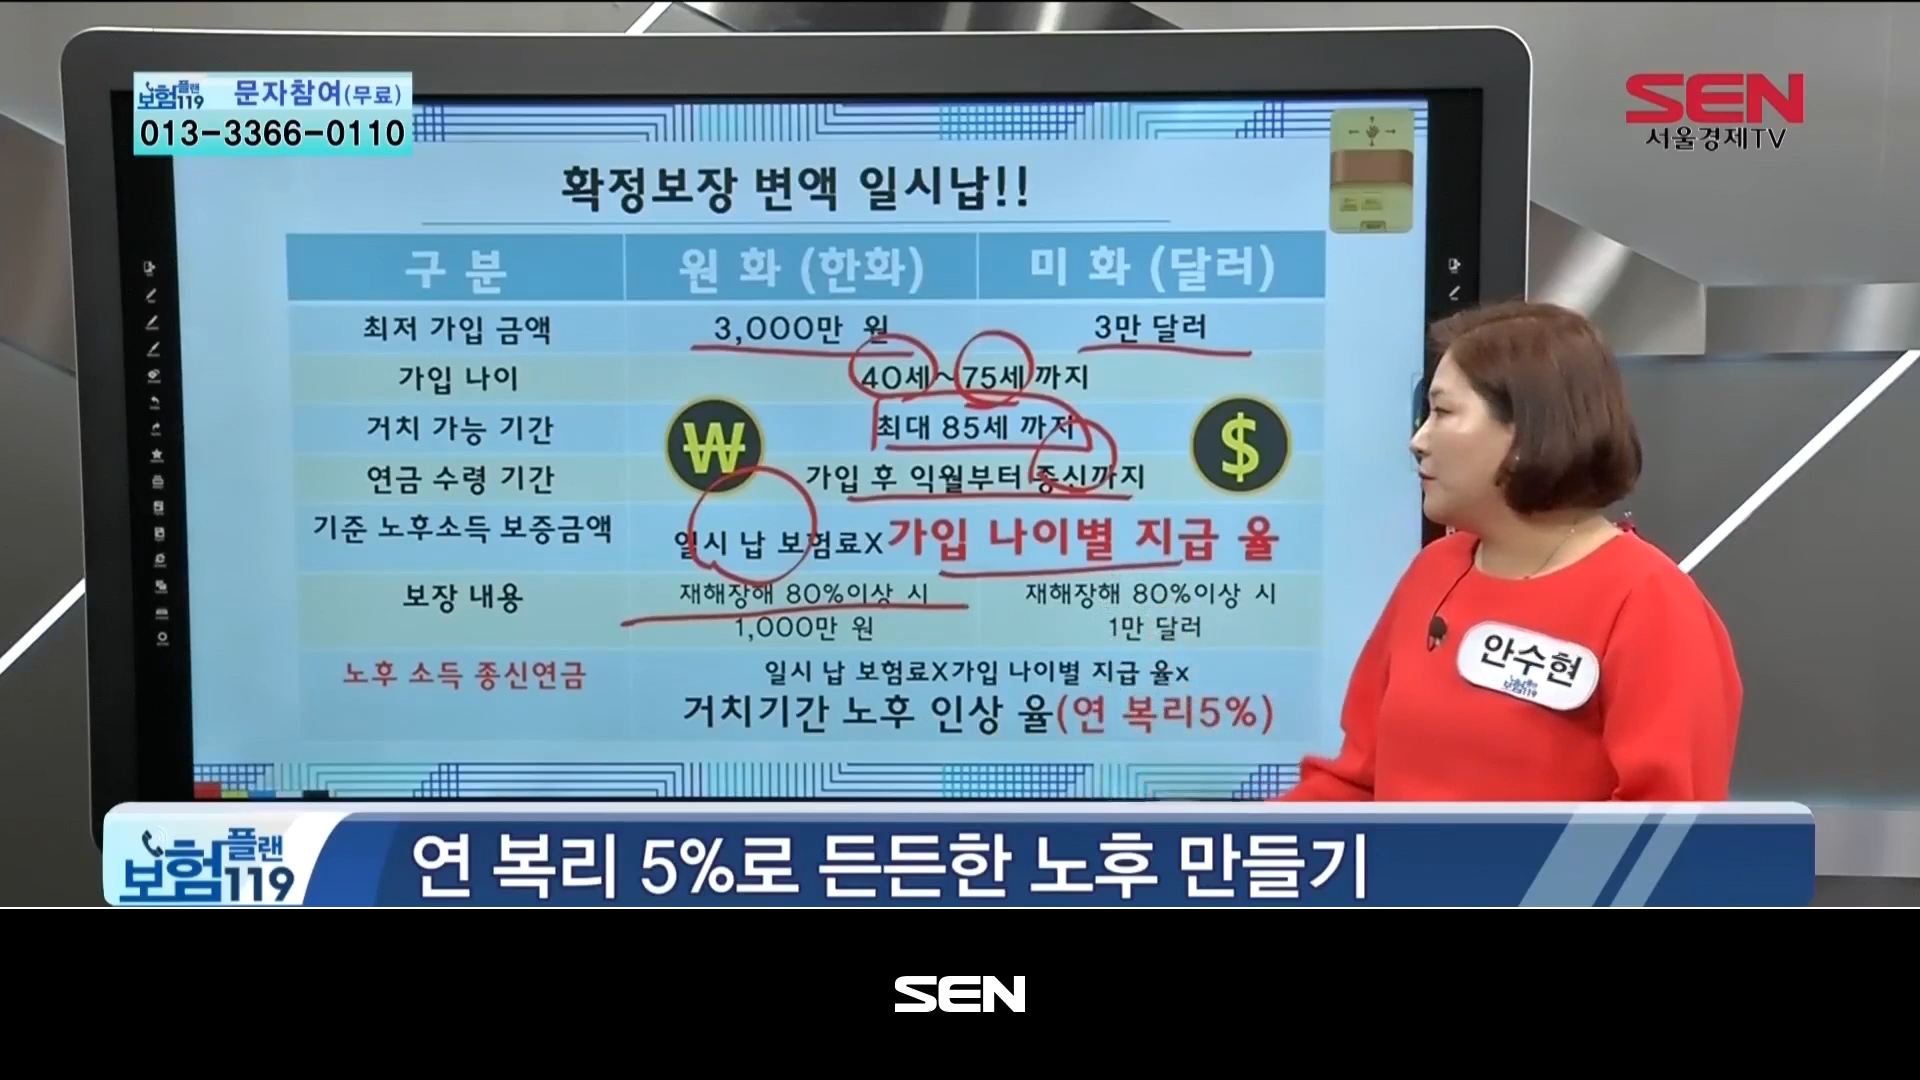 보험플랜119 문자참여(무료)
013-3366-0110
SEN
서울경제TV
확정보장 변액 일시납!!
구 분 원 화 (한화) 미 화 (달러)
최저 가입 금액 3,000만 원 3만 달러
가입 나이 40세~75세 까지
거치 가능 기간 최대 85세 까지
연금 수령 기간 가입 후 익월부터 종신까지
₩ $
기준 노후소득 보증금액 일시 납 보험료X가입 나이별 지급 율
보장 내용 재해장해 80%이상 시 재해장해 80%이상 시
1,000만 원 1만 달러
노후 소득 종신연금 일시 납 보험료X가입 나이별 지급 율x
거치기간 노후 인상 율(연 복리5%)
안수현
보험플랜119
보험플랜119 연 복리 5%로 든든한 노후 만들기
SEN